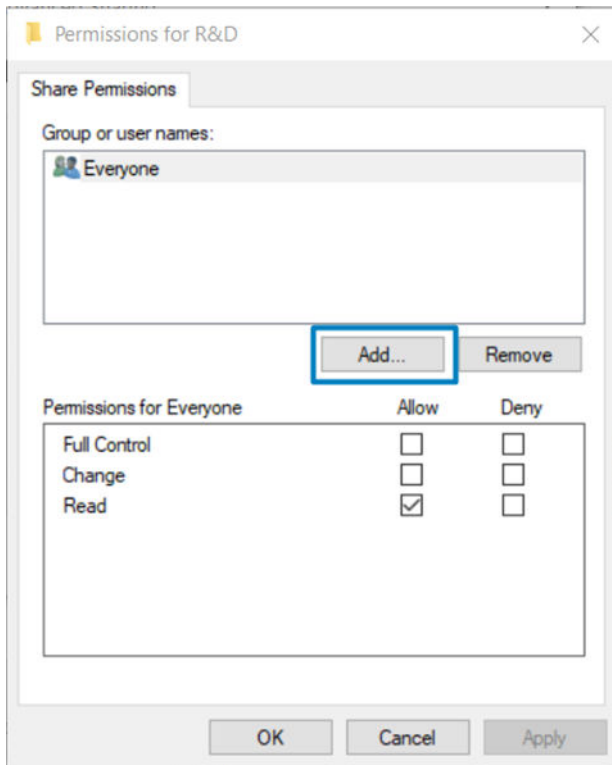 Permissions for R&D
Share Permissions
Group or user names:
Everyone
Add... Remove
Permissions for Everyone Allow Deny
Full Control
Change
Read
OK Cancel Apply